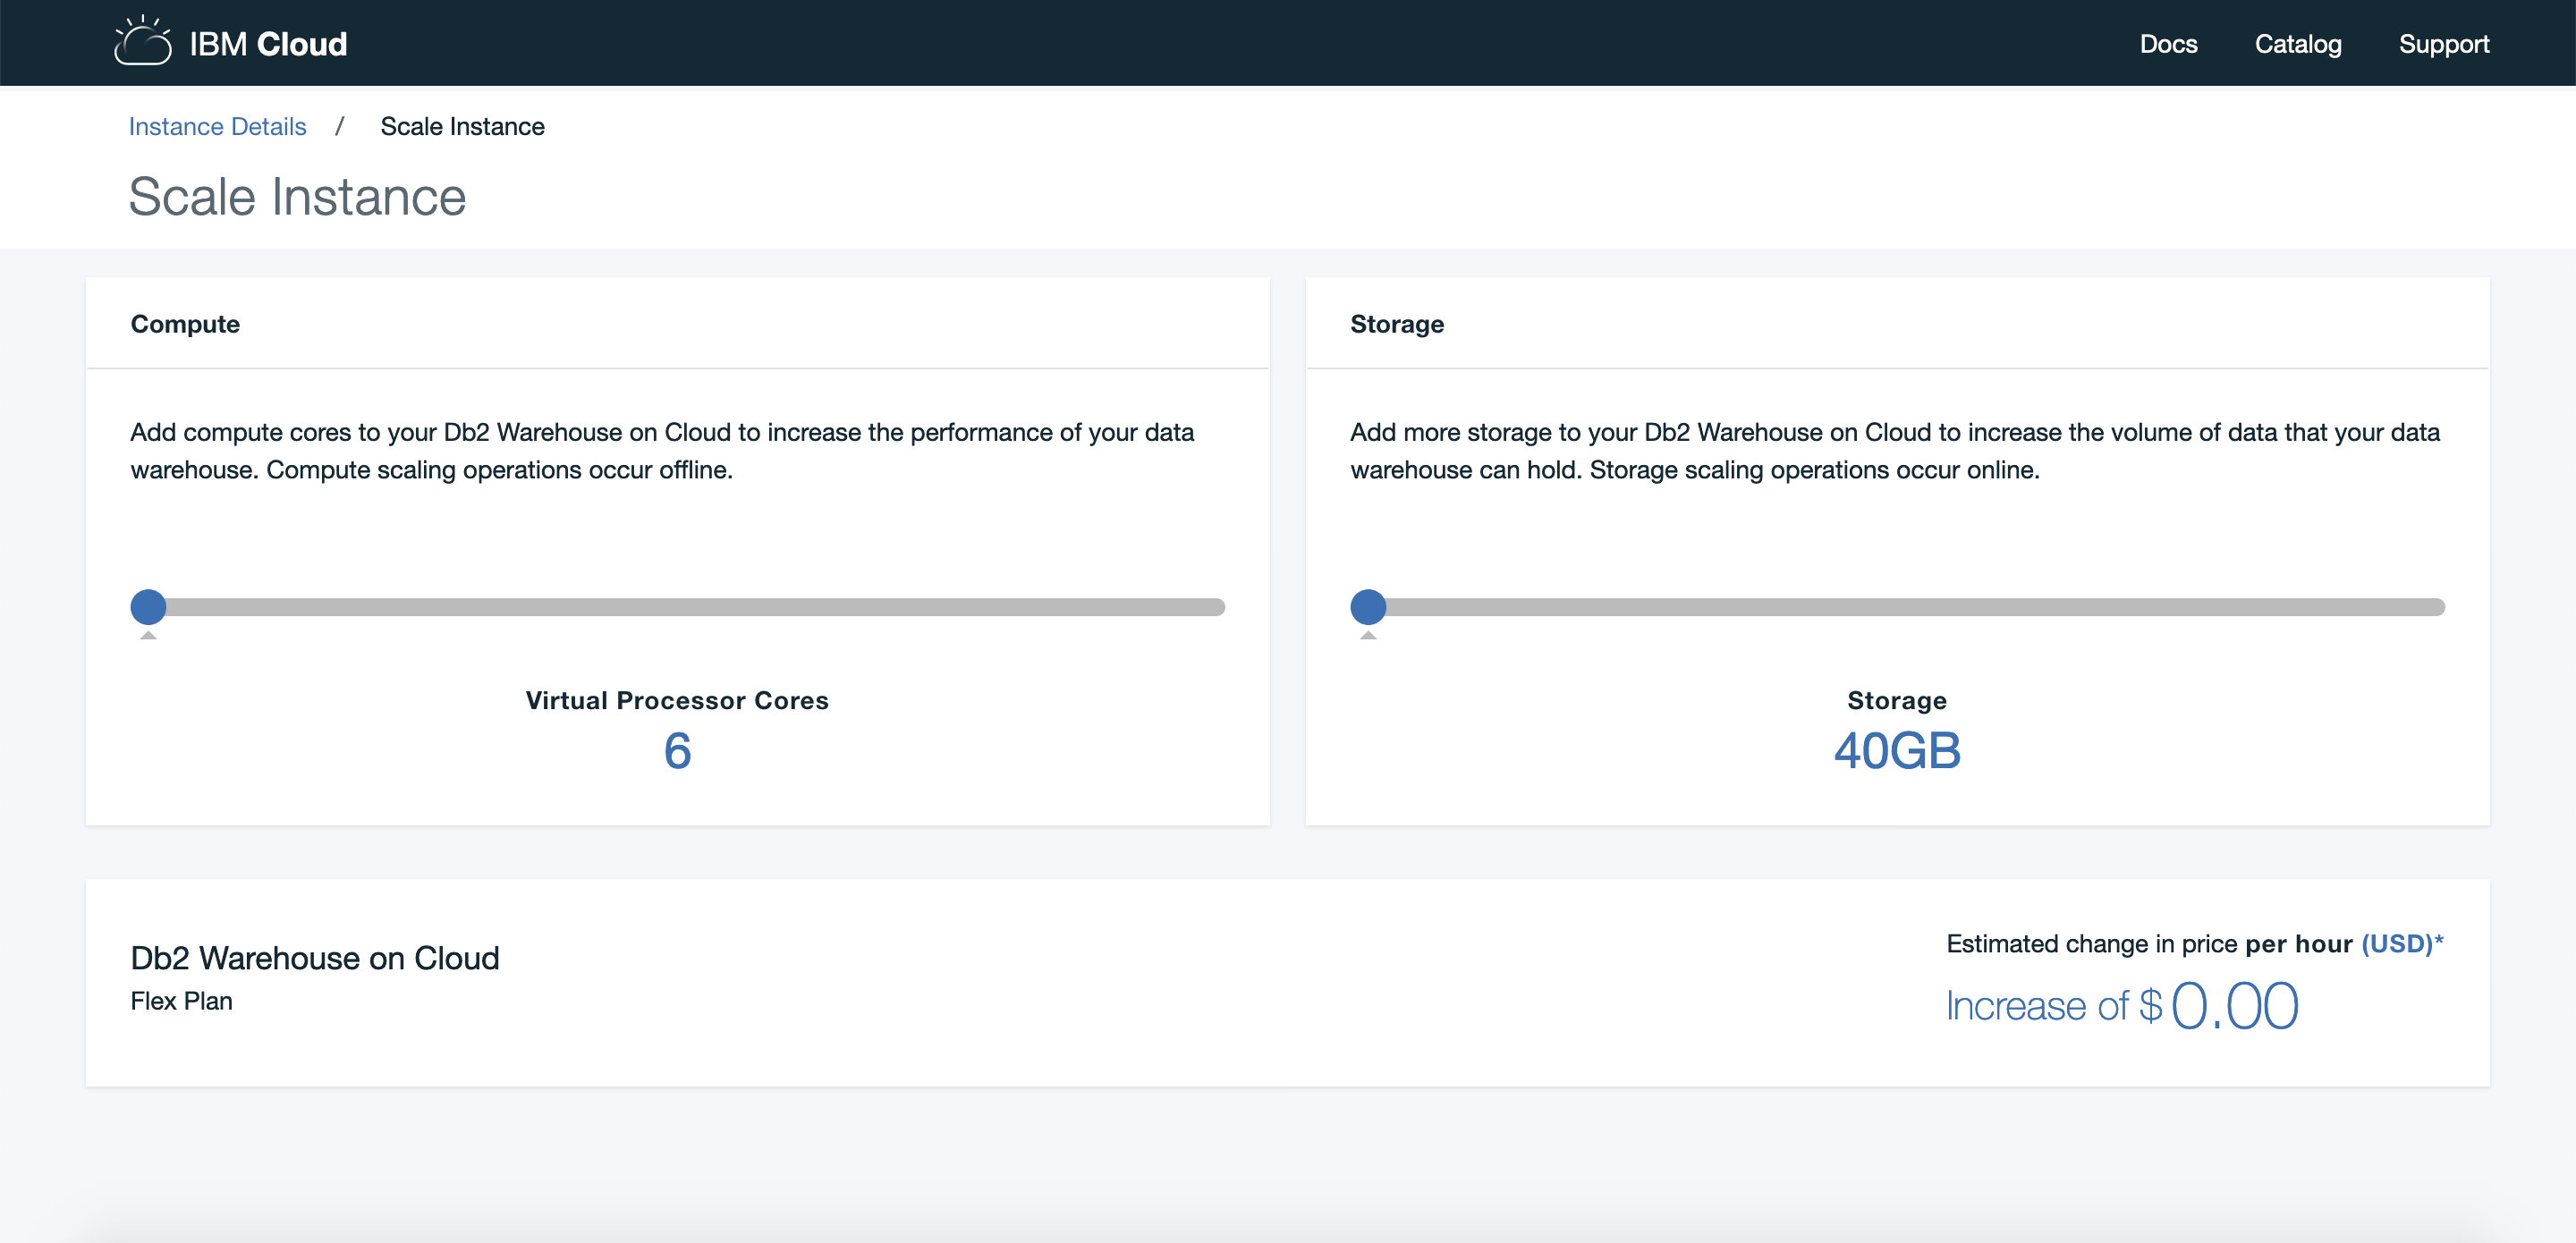 IBM Cloud
Docs
Catalog
Support
Instance Details / Scale Instance
Scale Instance
Compute
Add compute cores to your Db2 Warehouse on Cloud to increase the performance of your data
warehouse. Compute scaling operations occur offline.
Virtual Processor Cores
6
Storage
Add more storage to your Db2 Warehouse on Cloud to increase the volume of data that your data
warehouse can hold. Storage scaling operations occur online.
Storage
40GB
Db2 Warehouse on Cloud
Flex Plan
Estimated change in price per hour (USD)*
Increase of $ 0.00